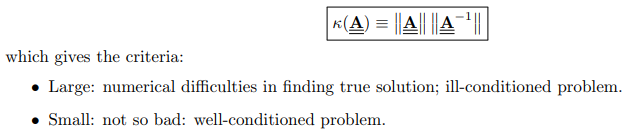 κ(A) ≡ ‖A‖ ‖A⁻¹‖
which gives the criteria:
• Large: numerical difficulties in finding true solution; ill-conditioned problem.
• Small: not so bad: well-conditioned problem.